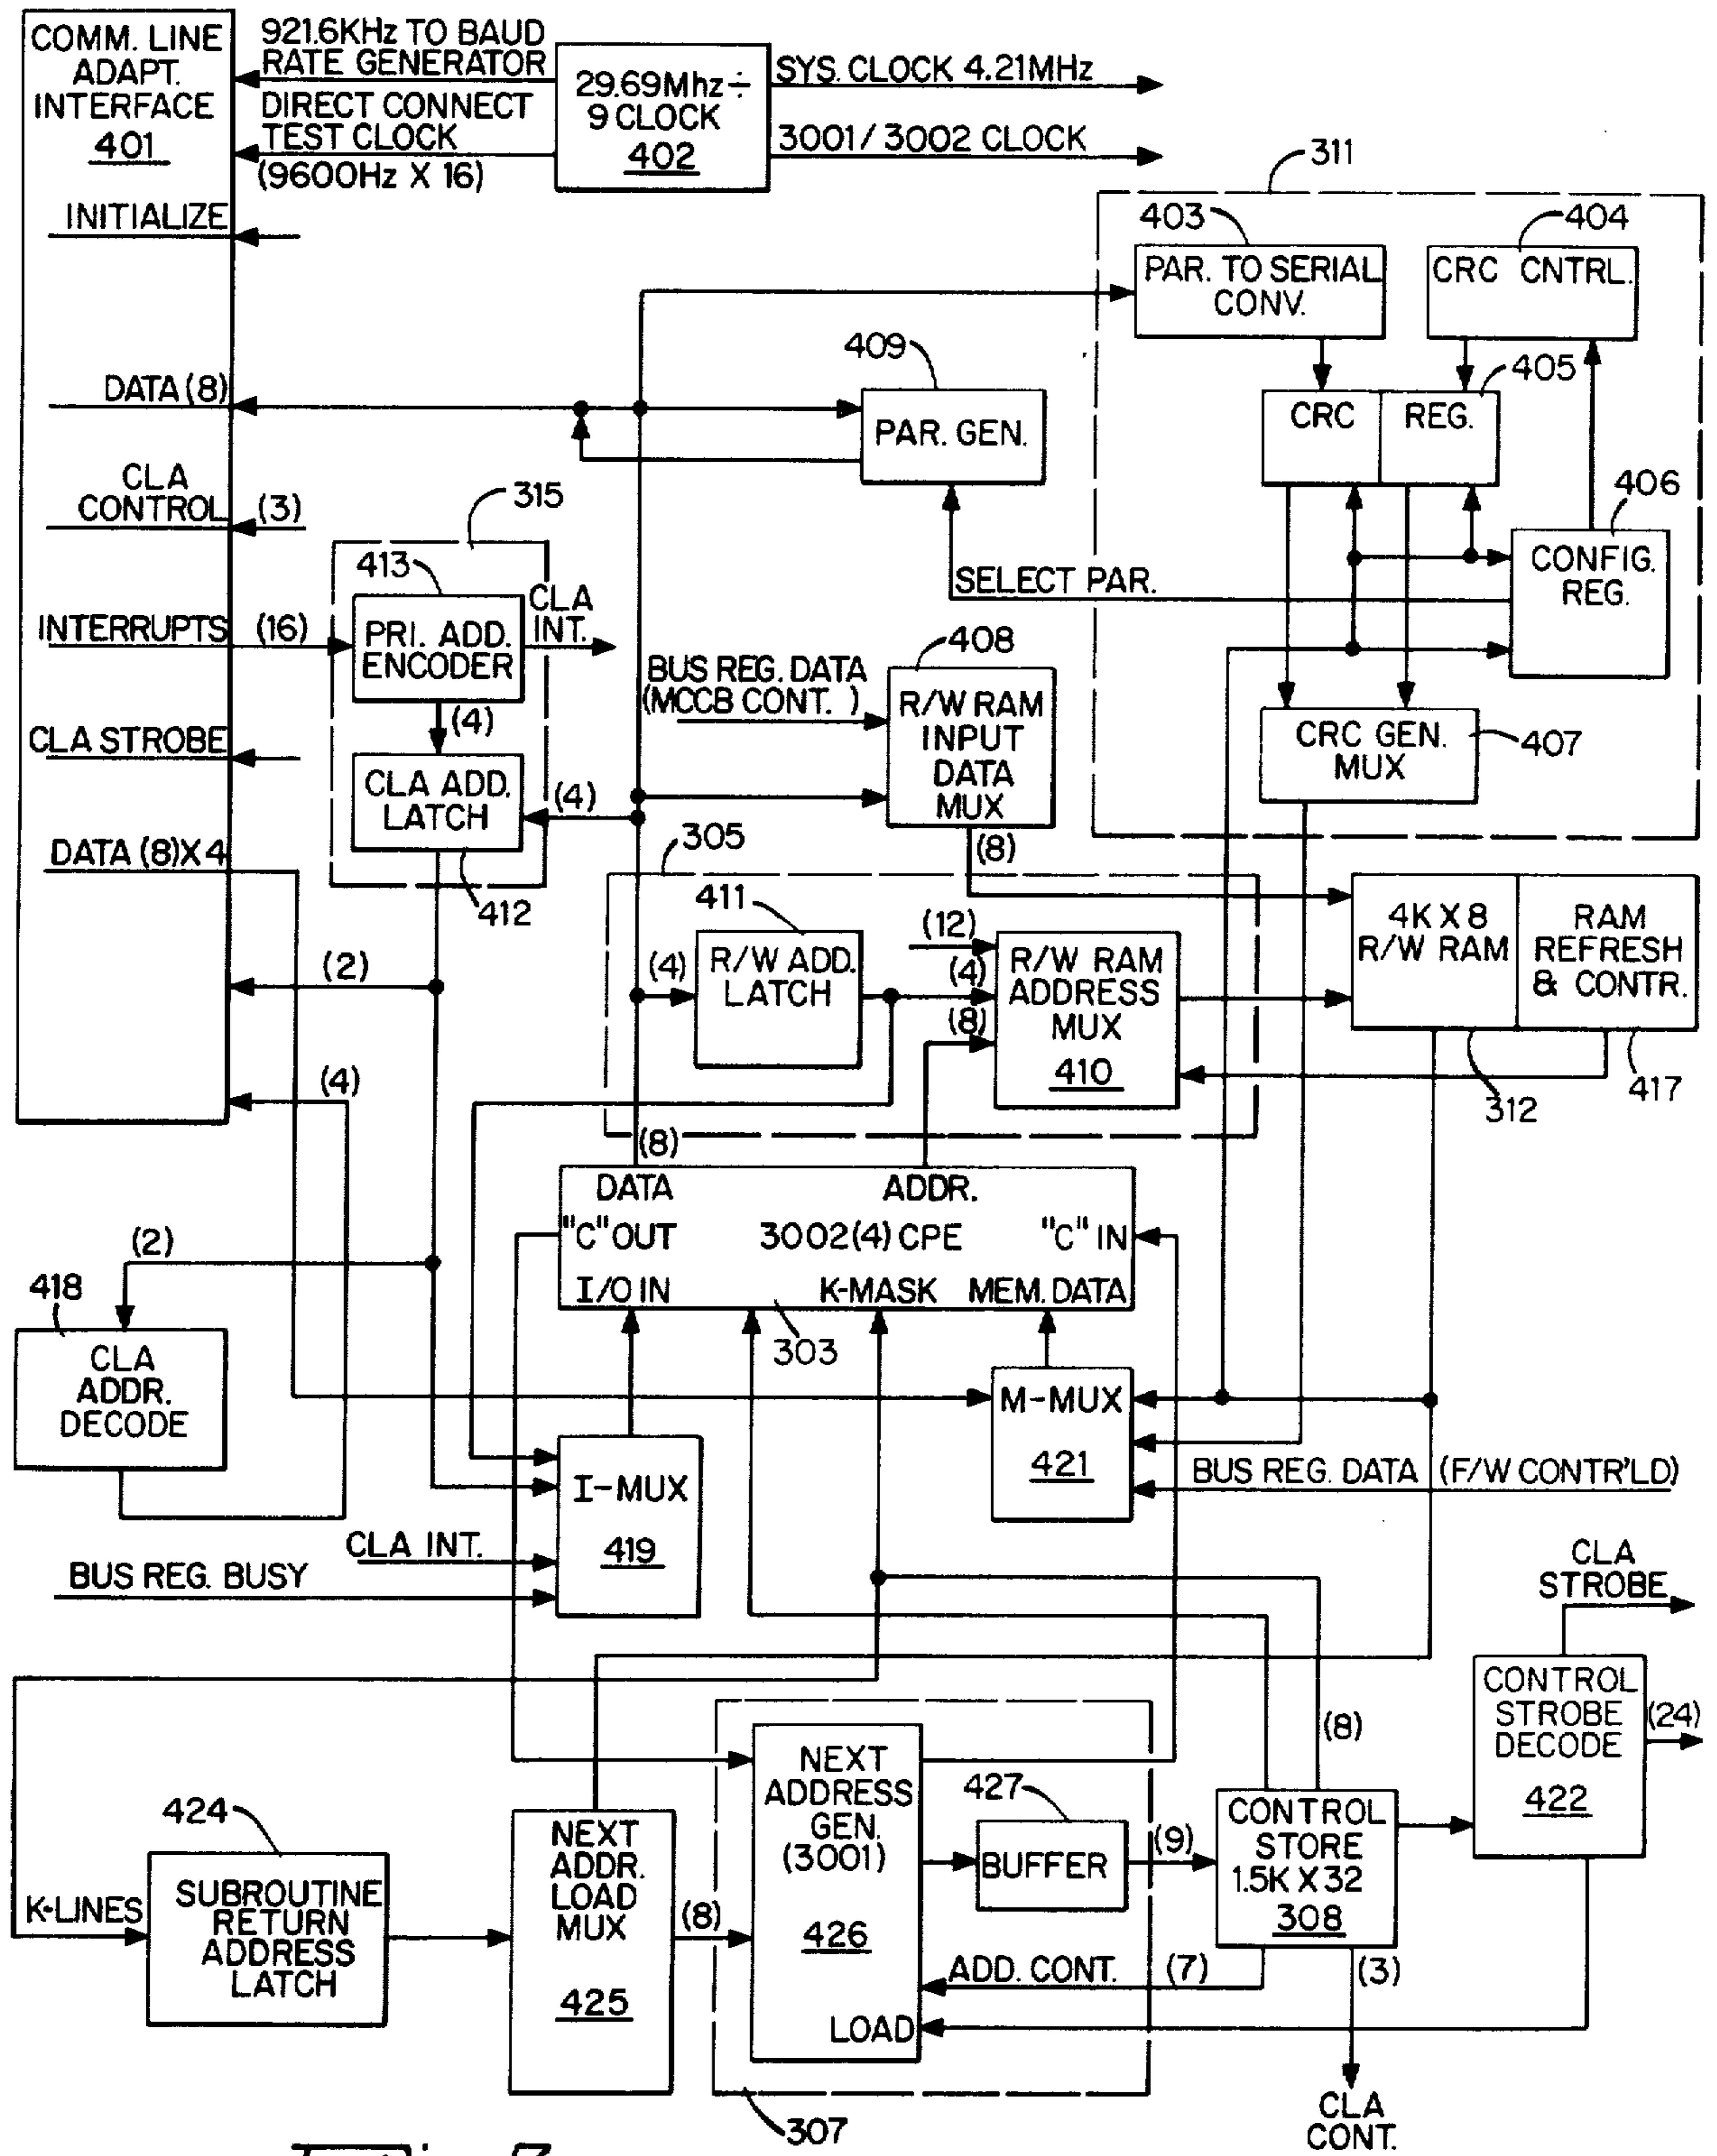 COMM. LINE
ADAPT.
INTERFACE
401
921.6KHz TO BAUD
RATE GENERATOR
DIRECT CONNECT
TEST CLOCK
(9600Hz X 16)
29.69Mhz ÷
9 CLOCK
402
SYS. CLOCK 4.21MHz
3001/3002 CLOCK
INITIALIZE
DATA (8)
CLA
CONTROL
(3)
INTERRUPTS
(16)
CLA STROBE
DATA (8)X4
(2)
(4)
311
403
PAR. TO SERIAL
CONV.
404
CRC CNTRL.
405
CRC
REG.
406
CONFIG.
REG.
CRC GEN.
MUX
407
409
PAR. GEN.
SELECT PAR.
315
413
PRI. ADD.
ENCODER
CLA
INT.
(4)
CLA ADD.
LATCH
(4)
412
BUS REG. DATA
(MCCB CONT. )
408
R/W RAM
INPUT
DATA
MUX
(8)
305
411
(4)
R/W ADD.
LATCH
(12)
(4)
(8)
R/W RAM
ADDRESS
MUX
410
4K X 8
R/W RAM
RAM
REFRESH
& CONTR.
312
417
(8)
DATA
ADDR.
"C" OUT
3002(4) CPE
"C" IN
I/O IN
K-MASK
MEM. DATA
303
(2)
418
CLA
ADDR.
DECODE
I-MUX
419
CLA INT.
BUS REG. BUSY
M-MUX
421
BUS REG. DATA (F/W CONTR'LD)
CLA
STROBE
CONTROL
STROBE
DECODE
422
(24)
(8)
424
K-LINES
SUBROUTINE
RETURN
ADDRESS
LATCH
NEXT
ADDR.
LOAD
MUX
425
(8)
NEXT
ADDRESS
GEN.
(3001)
426
LOAD
427
BUFFER
(9)
CONTROL
STORE
1.5K X 32
308
ADD. CONT.
(7)
(3)
CLA
CONT.
307